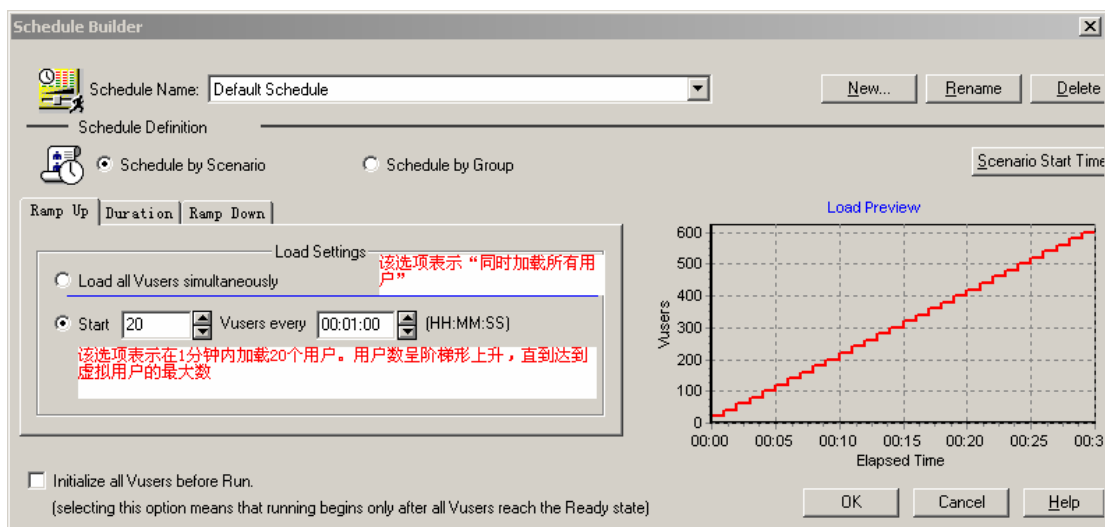 Schedule Builder
Schedule Name: Default Schedule New... Rename Delete
Schedule Definition
Schedule by Scenario Schedule by Group Scenario Start Time
Ramp Up Duration Ramp Down
Load Settings
Load all Vusers simultaneously
该选项表示“同时加载所有用
户”
Start 20 Vusers every 00:01:00 (HH:MM:SS)
该选项表示在1分钟内加载20个用户。用户数呈阶梯形上升，直到达到
虚拟用户的最大数
Load Preview
Vusers
600
500
400
300
200
100
0
00:00 00:05 00:10 00:15 00:20 00:25 00:3
Elapsed Time
Initialize all Vusers before Run.
(selecting this option means that running begins only after all Vusers reach the Ready state)
OK Cancel Help